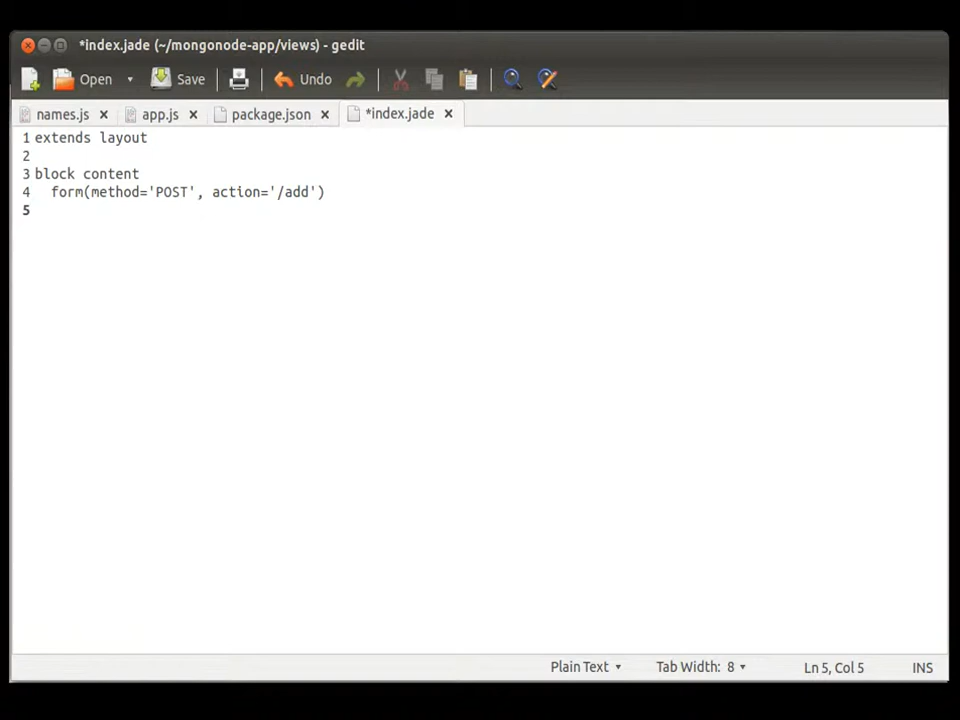 *index.jade (~/mongonode-app/views) - gedit
Open Save Undo
names.js app.js package.json *index.jade
1 extends layout
2
3 block content
4   form(method='POST', action='/add')
5
Plain Text Tab Width: 8 Ln 5, Col 5 INS